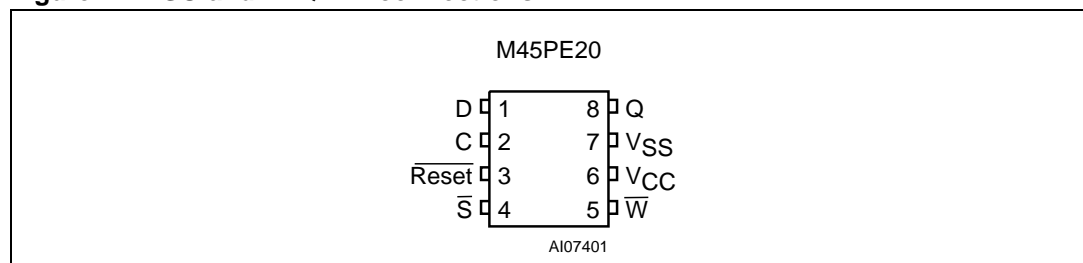 M45PE20
D 1 8 Q
C 2 7 VSS
Reset 3 6 VCC
S 4 5 W
AI07401